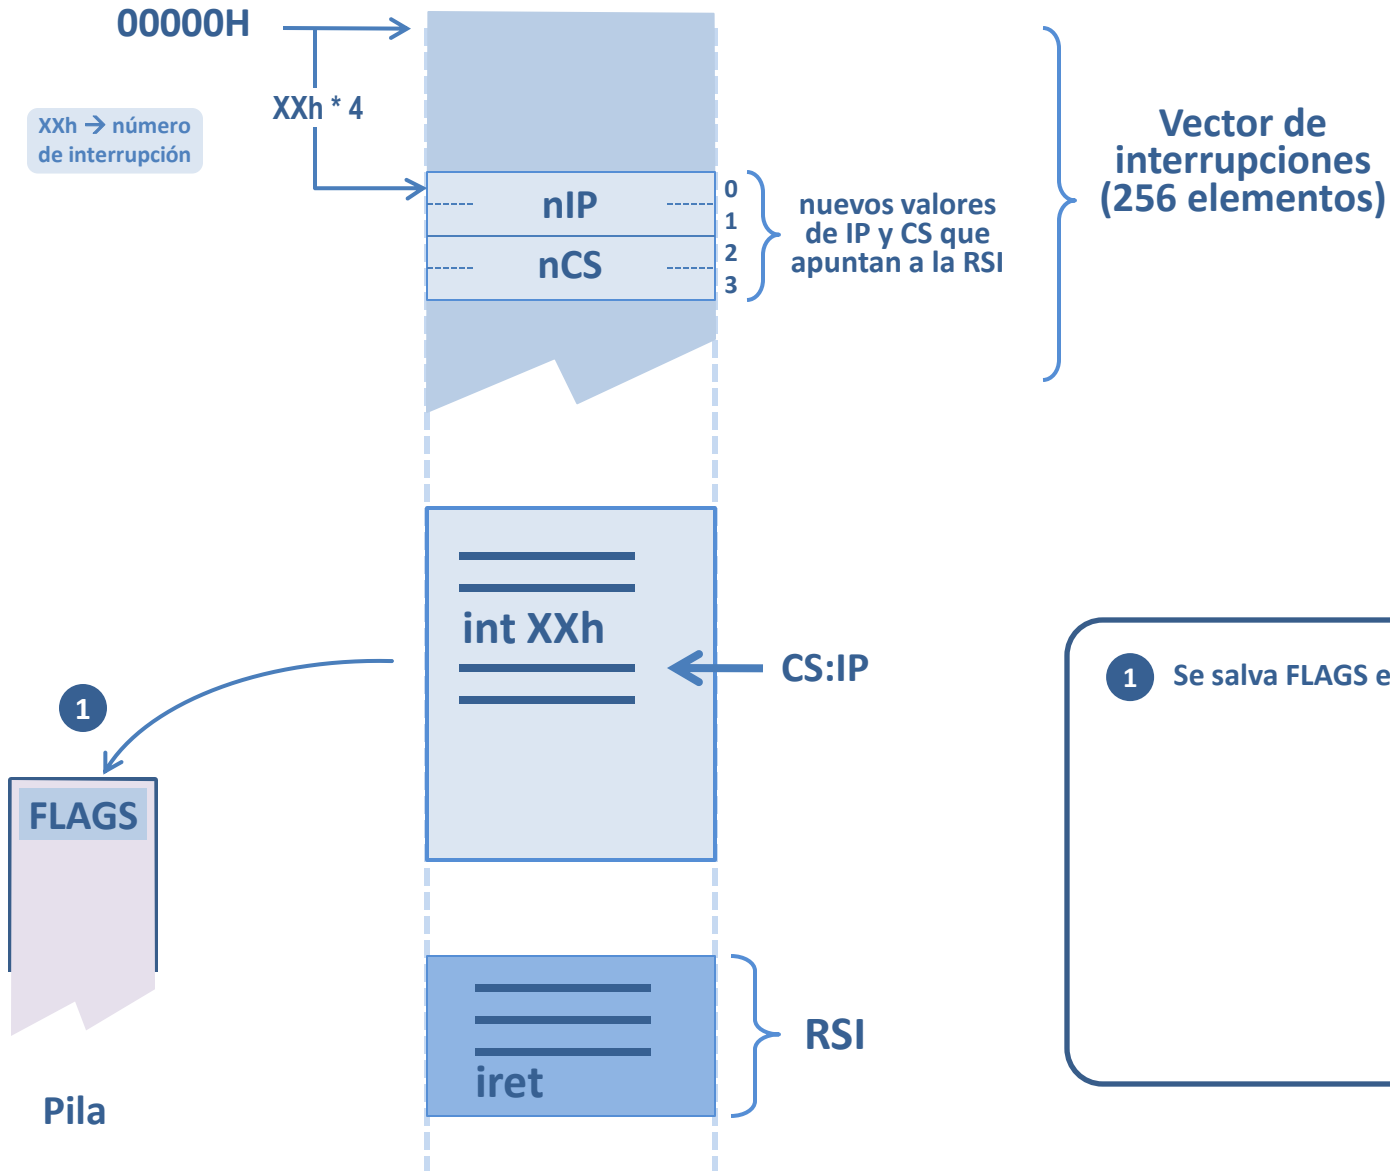 00000H
XXh * 4
XXh → número
de interrupción
nIP
nCS
0
1
2
3
nuevos valores
de IP y CS que
apuntan a la RSI
Vector de
interrupciones
(256 elementos)
int XXh
CS:IP
1
FLAGS
Pila
iret
RSI
1 Se salva FLAGS e